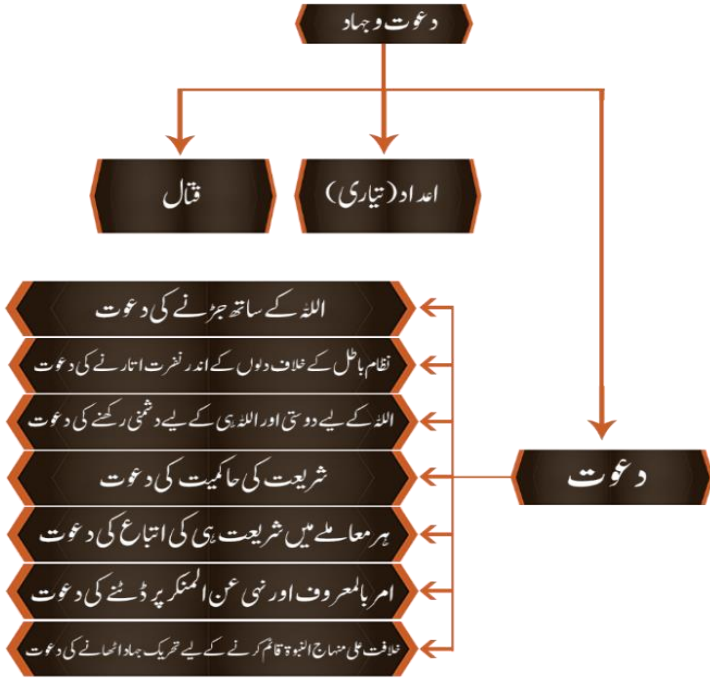 دعوت و جہاد
اعداد (تیاری)
قتال
دعوت
اللہ کے ساتھ جڑنے کی دعوت
نظام باطل کے خلاف دلوں کے اندر نفرت اتارنے کی دعوت
اللہ کے لیے دوستی اور اللہ ہی کے لیے دشمنی رکھنے کی دعوت
شریعت کی حاکمیت کی دعوت
ہر معاملے میں شریعت ہی کی اتباع کی دعوت
امر بالمعروف اور نہی عن المنکر پر ڈٹنے کی دعوت
خلافت علی منہاج النبوۃ قائم کرنے کے لیے تحریک جہاد اٹھانے کی دعوت